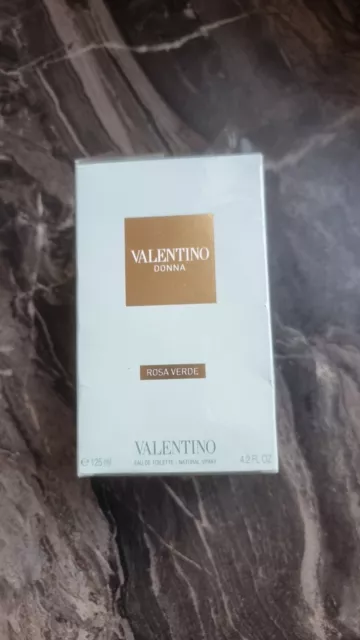 VALENTINO
DONNA
ROSA VERDE
VALENTINO
EAU DE TOILETTE - NATURAL SPRAY
℮ 125 ml 4.2 FL OZ